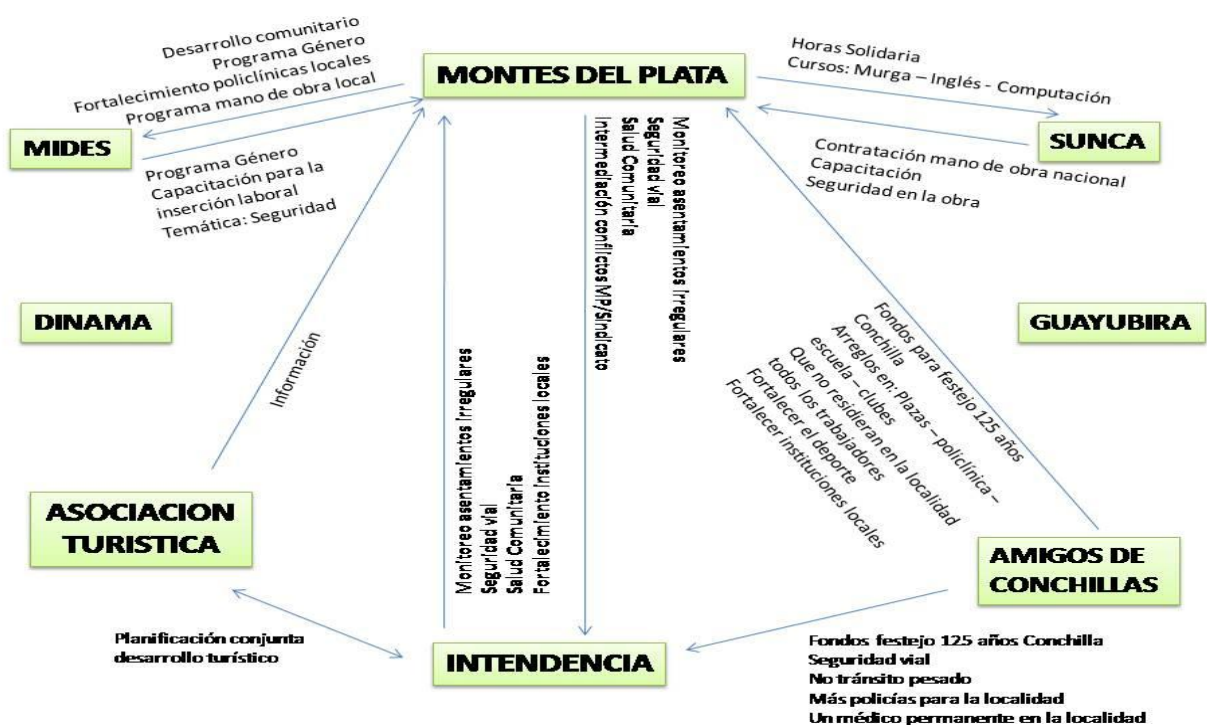 Desarrollo comunitario
Programa Género
Fortalecimiento policlínicas locales
Programa mano de obra local
MONTES DEL PLATA
Horas Solidaria
Cursos: Murga – Inglés - Computación
MIDES
SUNCA
Programa Género
Capacitación para la
inserción laboral
Temática: Seguridad
Contratación mano de obra nacional
Capacitación
Seguridad en la obra
Monitoreo asentamientos irregulares
Seguridad vial
Salud Comunitaria
Intermediación conflictos MP/Sindicato
DINAMA
GUAYUBIRA
Información
Monitoreo asentamientos irregulares
Seguridad vial
Salud Comunitaria
Fortalecimiento instituciones locales
Fondos para festejo 125 años
Conchilla
Arreglos en: Plazas – policlínica –
escuela – clubes
Que no residieran en la localidad
todos los trabajadores
Fortalecer el deporte
Fortalecer instituciones locales
ASOCIACION
TURISTICA
AMIGOS DE
CONCHILLAS
Planificación conjunta
desarrollo turístico
INTENDENCIA
Fondos festejo 125 años Conchilla
Seguridad vial
No tránsito pesado
Más policías para la localidad
Un médico permanente en la localidad